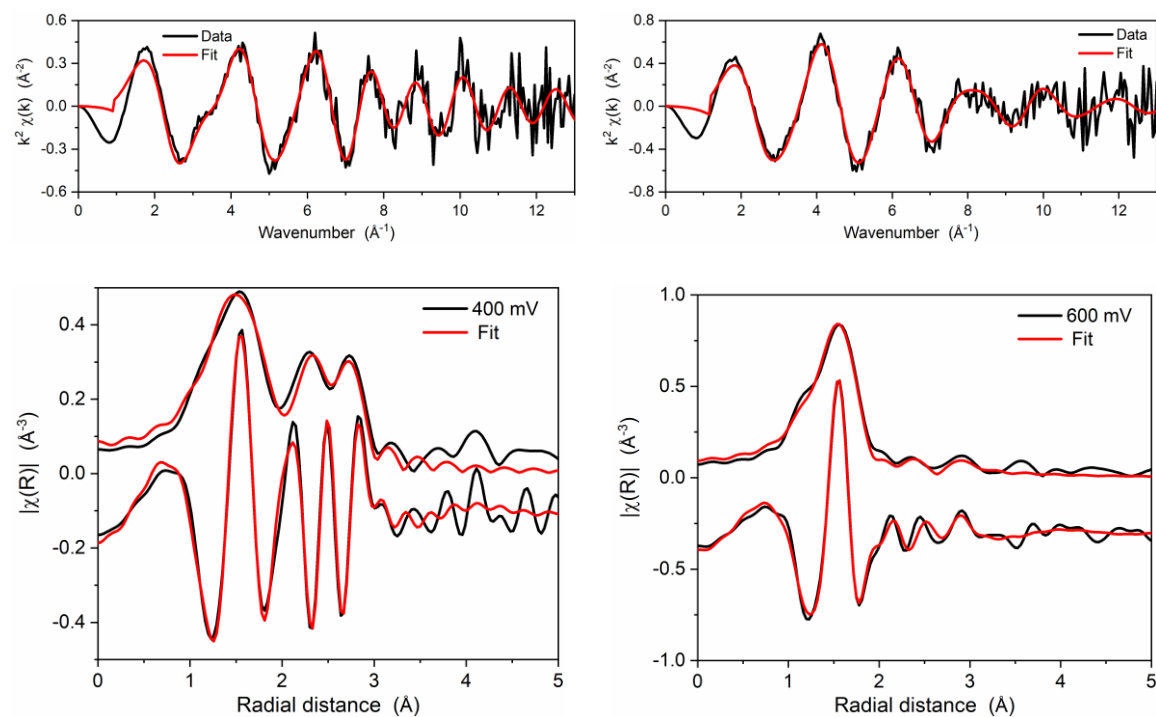 0.6
0.3
0.0
-0.3
-0.6
k² χ(k) (Å⁻²)
Data
Fit
0 2 4 6 8 10 12
Wavenumber (Å⁻¹)
0.8
0.4
0.0
-0.4
-0.8
k² χ(k) (Å⁻²)
Data
Fit
0 2 4 6 8 10 12
Wavenumber (Å⁻¹)
0.4
0.2
0.0
-0.2
-0.4
|χ(R)| (Å⁻³)
400 mV
Fit
0 1 2 3 4 5
Radial distance (Å)
1.0
0.5
0.0
-0.5
-1.0
|χ(R)| (Å⁻³)
600 mV
Fit
0 1 2 3 4 5
Radial distance (Å)